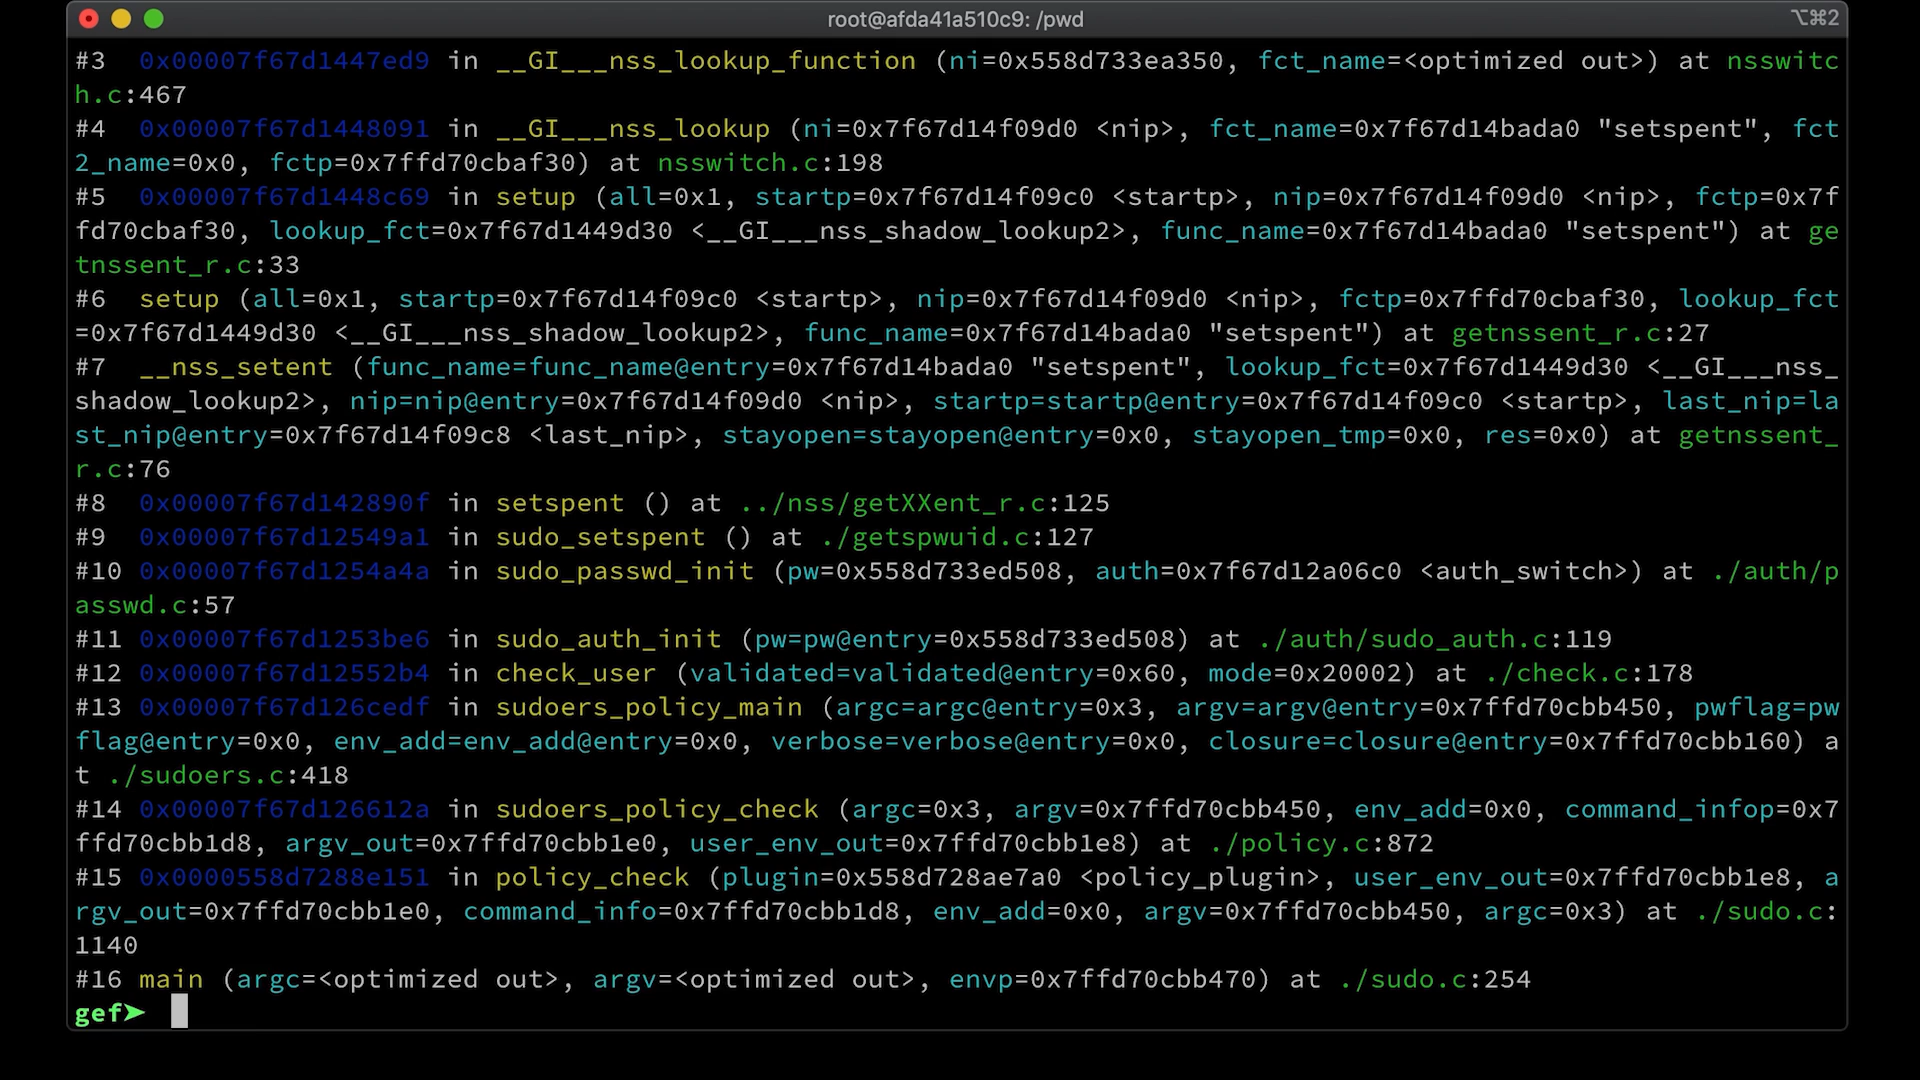 root@afda41a510c9: /pwd
⌥⌘2
#3  0x00007f67d1447ed9 in __GI___nss_lookup_function (ni=0x558d733ea350, fct_name=<optimized out>) at nsswitc
h.c:467
#4  0x00007f67d1448091 in __GI___nss_lookup (ni=0x7f67d14f09d0 <nip>, fct_name=0x7f67d14bada0 "setspent", fct
2_name=0x0, fctp=0x7ffd70cbaf30) at nsswitch.c:198
#5  0x00007f67d1448c69 in setup (all=0x1, startp=0x7f67d14f09c0 <startp>, nip=0x7f67d14f09d0 <nip>, fctp=0x7f
fd70cbaf30, lookup_fct=0x7f67d1449d30 <__GI___nss_shadow_lookup2>, func_name=0x7f67d14bada0 "setspent") at ge
tnssent_r.c:33
#6  setup (all=0x1, startp=0x7f67d14f09c0 <startp>, nip=0x7f67d14f09d0 <nip>, fctp=0x7ffd70cbaf30, lookup_fct
=0x7f67d1449d30 <__GI___nss_shadow_lookup2>, func_name=0x7f67d14bada0 "setspent") at getnssent_r.c:27
#7  __nss_setent (func_name=func_name@entry=0x7f67d14bada0 "setspent", lookup_fct=0x7f67d1449d30 <__GI___nss_
shadow_lookup2>, nip=nip@entry=0x7f67d14f09d0 <nip>, startp=startp@entry=0x7f67d14f09c0 <startp>, last_nip=la
st_nip@entry=0x7f67d14f09c8 <last_nip>, stayopen=stayopen@entry=0x0, stayopen_tmp=0x0, res=0x0) at getnssent_
r.c:76
#8  0x00007f67d142890f in setspent () at ../nss/getXXent_r.c:125
#9  0x00007f67d12549a1 in sudo_setspent () at ./getspwuid.c:127
#10 0x00007f67d1254a4a in sudo_passwd_init (pw=0x558d733ed508, auth=0x7f67d12a06c0 <auth_switch>) at ./auth/p
asswd.c:57
#11 0x00007f67d1253be6 in sudo_auth_init (pw=pw@entry=0x558d733ed508) at ./auth/sudo_auth.c:119
#12 0x00007f67d12552b4 in check_user (validated=validated@entry=0x60, mode=0x20002) at ./check.c:178
#13 0x00007f67d126cedf in sudoers_policy_main (argc=argc@entry=0x3, argv=argv@entry=0x7ffd70cbb450, pwflag=pw
flag@entry=0x0, env_add=env_add@entry=0x0, verbose=verbose@entry=0x0, closure=closure@entry=0x7ffd70cbb160) a
t ./sudoers.c:418
#14 0x00007f67d126612a in sudoers_policy_check (argc=0x3, argv=0x7ffd70cbb450, env_add=0x0, command_infop=0x7
ffd70cbb1d8, argv_out=0x7ffd70cbb1e0, user_env_out=0x7ffd70cbb1e8) at ./policy.c:872
#15 0x0000558d7288e151 in policy_check (plugin=0x558d728ae7a0 <policy_plugin>, user_env_out=0x7ffd70cbb1e8, a
rgv_out=0x7ffd70cbb1e0, command_info=0x7ffd70cbb1d8, env_add=0x0, argv=0x7ffd70cbb450, argc=0x3) at ./sudo.c:
1140
#16 main (argc=<optimized out>, argv=<optimized out>, envp=0x7ffd70cbb470) at ./sudo.c:254
gef➤